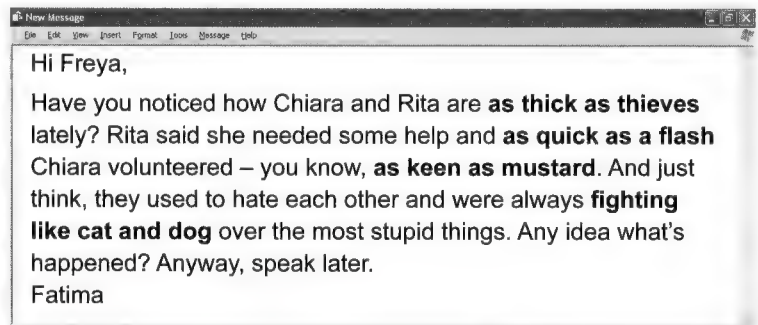 New Message
File Edit View Insert Format Tools Message Help
Hi Freya,
Have you noticed how Chiara and Rita are as thick as thieves
lately? Rita said she needed some help and as quick as a flash
Chiara volunteered – you know, as keen as mustard. And just
think, they used to hate each other and were always fighting
like cat and dog over the most stupid things. Any idea what's
happened? Anyway, speak later.
Fatima